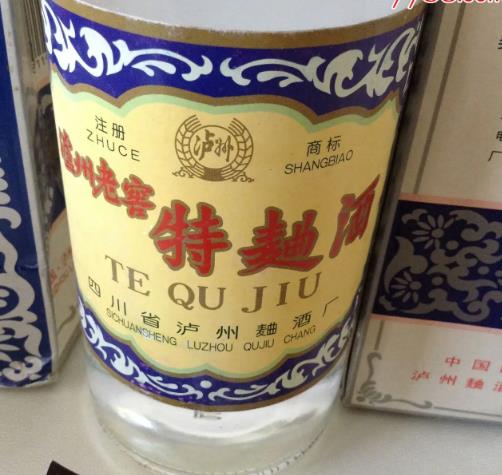 注册
ZHUCE
泸州
商标
SHANGBIAO
泸州老窖
特麯酒
TE QU JIU
四川省泸州麯酒厂
SICHUANSHENG LUZHOU QUJIU CHANG
中国
泸州麯酒